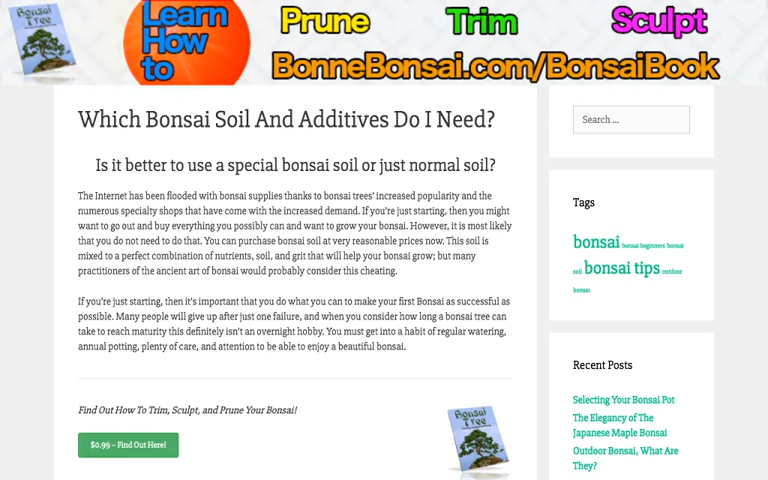 Bonsai Tree
Learn
How
to
Prune
Trim
Sculpt
BonneBonsai.com/BonsaiBook
Which Bonsai Soil And Additives Do I Need?
Is it better to use a special bonsai soil or just normal soil?
The Internet has been flooded with bonsai supplies thanks to bonsai trees' increased popularity and the
numerous specialty shops that have come with the increased demand. If you're just starting, then you might
want to go out and buy everything you possibly can and want to grow your bonsai. However, it is most likely
that you do not need to do that. You can purchase bonsai soil at very reasonable prices now. This soil is
mixed to a perfect combination of nutrients, soil, and grit that will help your bonsai grow; but many
practitioners of the ancient art of bonsai would probably consider this cheating.
If you're just starting, then it's important that you do what you can to make your first Bonsai as successful as
possible. Many people will give up after just one failure, and when you consider how long a bonsai tree can
take to reach maturity this definitely isn't an overnight hobby. You must get into a habit of regular watering,
annual potting, plenty of care, and attention to be able to enjoy a beautiful bonsai.
Find Out How To Trim, Sculpt, and Prune Your Bonsai!
$0.99 – Find Out Here!
Bonsai
Tree
Search ...
Tags
bonsai bonsai beginners bonsai
soil bonsai tips outdoor
bonsai
Recent Posts
Selecting Your Bonsai Pot
The Elegancy of The
Japanese Maple Bonsai
Outdoor Bonsai, What Are
They?